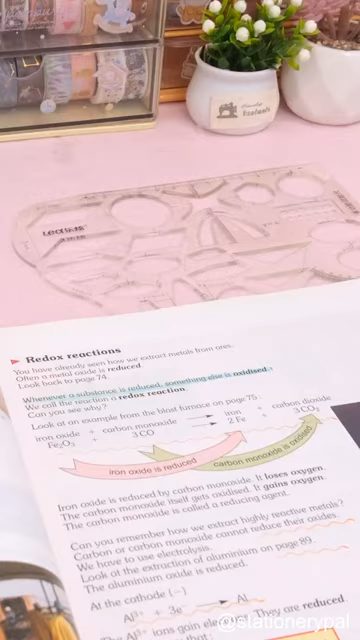 Handmade
► Redox reactions
You have already seen how we extract metals from ores.
Often a metal oxide is reduced.
Look back to page 74.
Whenever a substance is reduced, something else is oxidised.
We call the reaction a redox reaction.
Can you see why?
Look at an example from the blast furnace on page 75:
iron oxide + carbon monoxide → iron + carbon dioxide
Fe₂O₃ + 3CO → 2Fe + 3CO₂
iron oxide is reduced
carbon monoxide is oxidised
Iron oxide is reduced by carbon monoxide. It loses oxygen.
The carbon monoxide itself gets oxidised. It gains oxygen.
The carbon monoxide is called a reducing agent.
Can you remember how we extract highly reactive metals?
Carbon or carbon monoxide cannot reduce their oxides.
We have to use electrolysis.
Look at the extraction of aluminium on page 89.
The aluminium oxide is reduced.
At the cathode (−)
Al³⁺ + 3e⁻ → Al
The Al³⁺ ions gain They are reduced.
@stationerypal